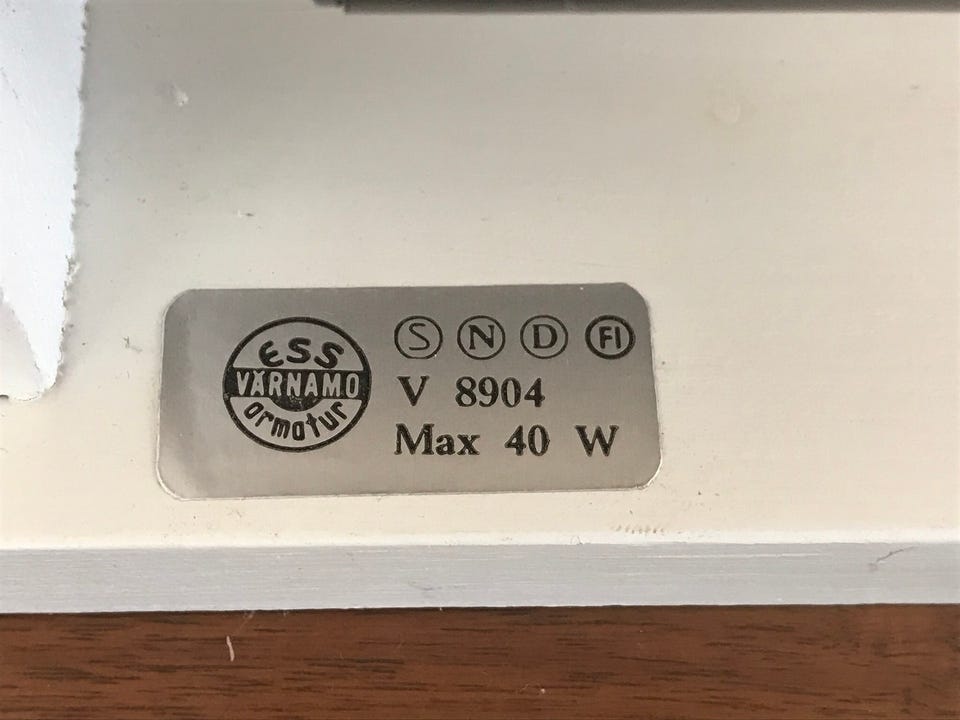 ESS
VÄRNAMO
armatur
S N D FI
V 8904
Max 40 W